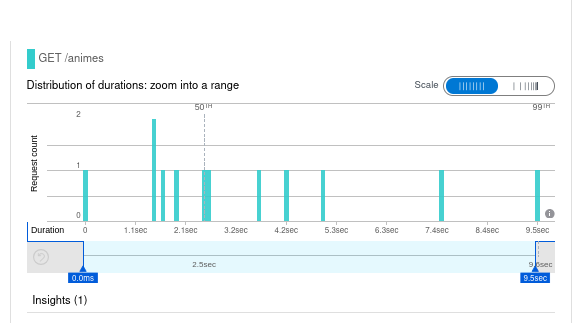 GET /animes
Distribution of durations: zoom into a range
Scale
50TH
99TH
2
1
0
Request count
Duration
0 1.1sec 2.1sec 3.2sec 4.2sec 5.3sec 6.3sec 7.4sec 8.4sec 9.5sec
2.5sec
0.0ms
9.5sec
Insights (1)